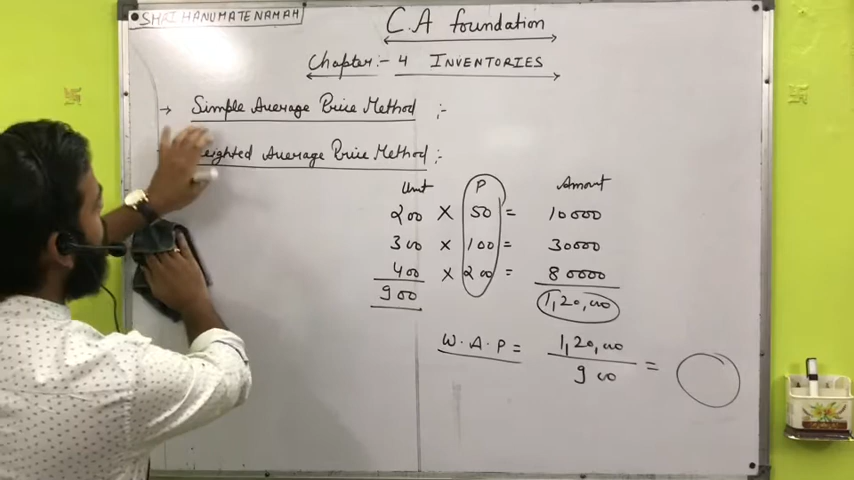 SHRI HANUMATE NAMAH
C.A foundation
Chapter:- 4 INVENTORIES
→ Simple Average Price Method :-
eighted Average Price Method :-
Unit P Amount
200 X 50 = 10000
300 x 100 = 30000
400 x 200 = 80000
900 1,20,000
W.A.P = 1,20,000
900 =